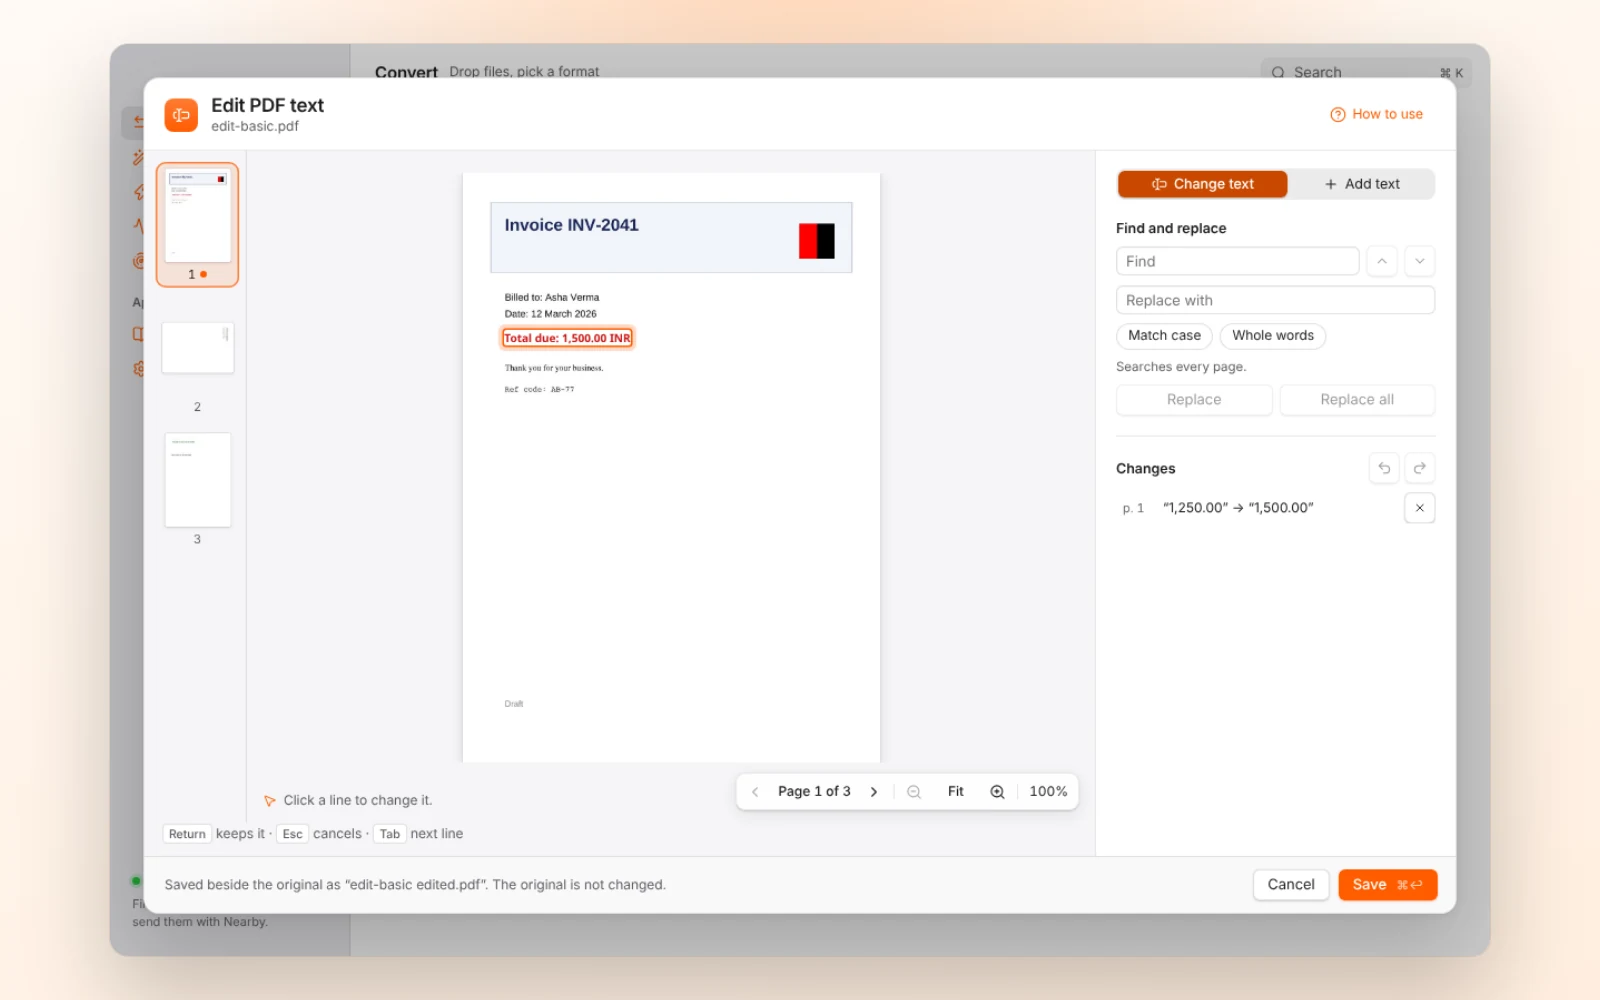 Convert Drop files, pick a format
Search ⌘ K
Edit PDF text
edit-basic.pdf
How to use
1
2
3
Invoice INV-2041
Billed to: Asha Verma
Date: 12 March 2026
Total due: 1,500.00 INR
Thank you for your business.
Ref code: AB-77
Draft
Click a line to change it.
Page 1 of 3 Fit 100%
Return keeps it · Esc cancels · Tab next line
Change text
+ Add text
Find and replace
Find
Replace with
Match case Whole words
Searches every page.
Replace Replace all
Changes
p. 1 “1,250.00” → “1,500.00”
Saved beside the original as “edit-basic edited.pdf”. The original is not changed.
Cancel Save ⌘↩
send them with Nearby.